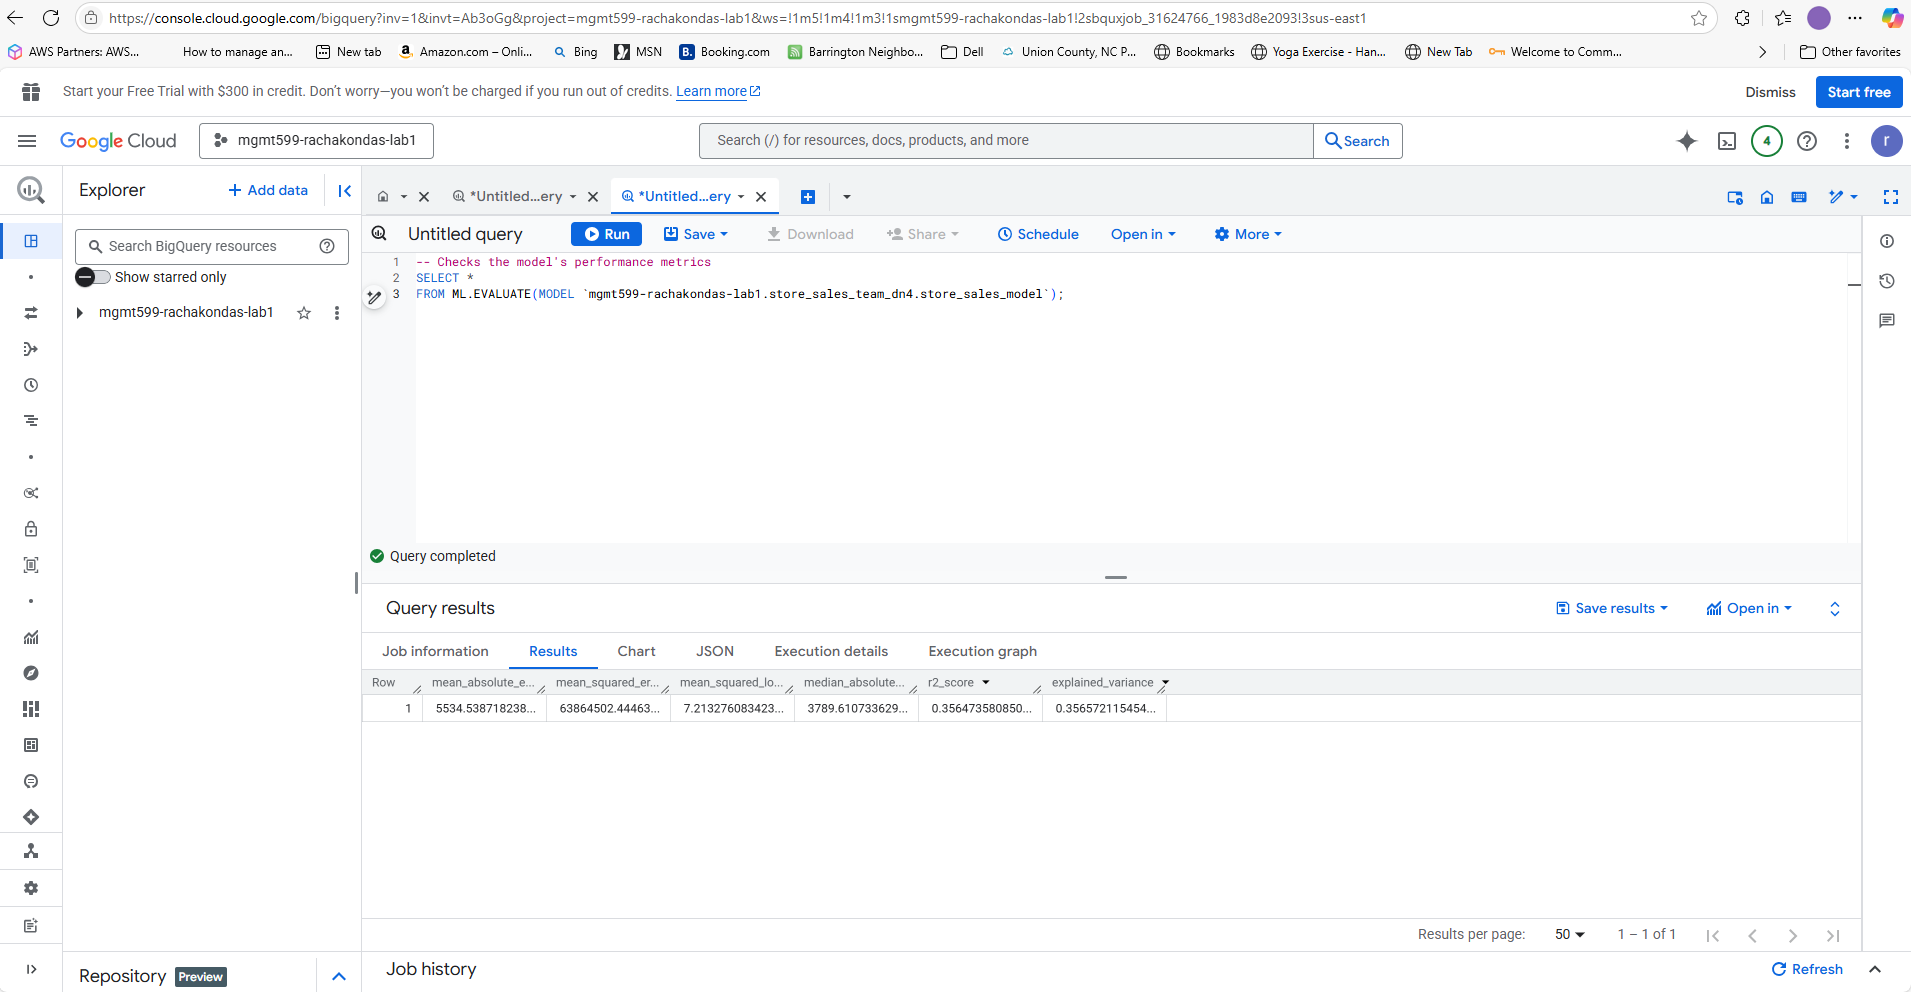 https://console.cloud.google.com/bigquery?inv=1&invt=Ab3oGg&project=mgmt599-rachakondas-lab1&ws=!1m5!1m4!1m3!1smgmt599-rachakondas-lab1!2sbquxjob_31624766_1983d8e2093!3sus-east1
AWS Partners: AWS... How to manage an... New tab Amazon.com – Onli... Bing MSN Booking.com Barrington Neighbo... Dell Union County, NC P... Bookmarks Yoga Exercise - Han... New Tab Welcome to Comm... Other favorites
Start your Free Trial with $300 in credit. Don't worry—you won't be charged if you run out of credits. Learn more Dismiss Start free
Google Cloud mgmt599-rachakondas-lab1 Search (/) for resources, docs, products, and more Search 4 r
Explorer + Add data *Untitled...ery *Untitled...ery
Untitled query Run Save Download Share Schedule Open in More
Search BigQuery resources
Show starred only
mgmt599-rachakondas-lab1
1 -- Checks the model's performance metrics
2 SELECT *
3 FROM ML.EVALUATE(MODEL `mgmt599-rachakondas-lab1.store_sales_team_dn4.store_sales_model`);
Query completed
Query results Save results Open in
Job information Results Chart JSON Execution details Execution graph
Row mean_absolute_e... mean_squared_er... mean_squared_lo... median_absolute... r2_score explained_variance
1 5534.538718238... 63864502.44463... 7.213276083423... 3789.610733629... 0.356473580850... 0.356572115454...
Results per page: 50 1 – 1 of 1
Repository Preview Job history Refresh